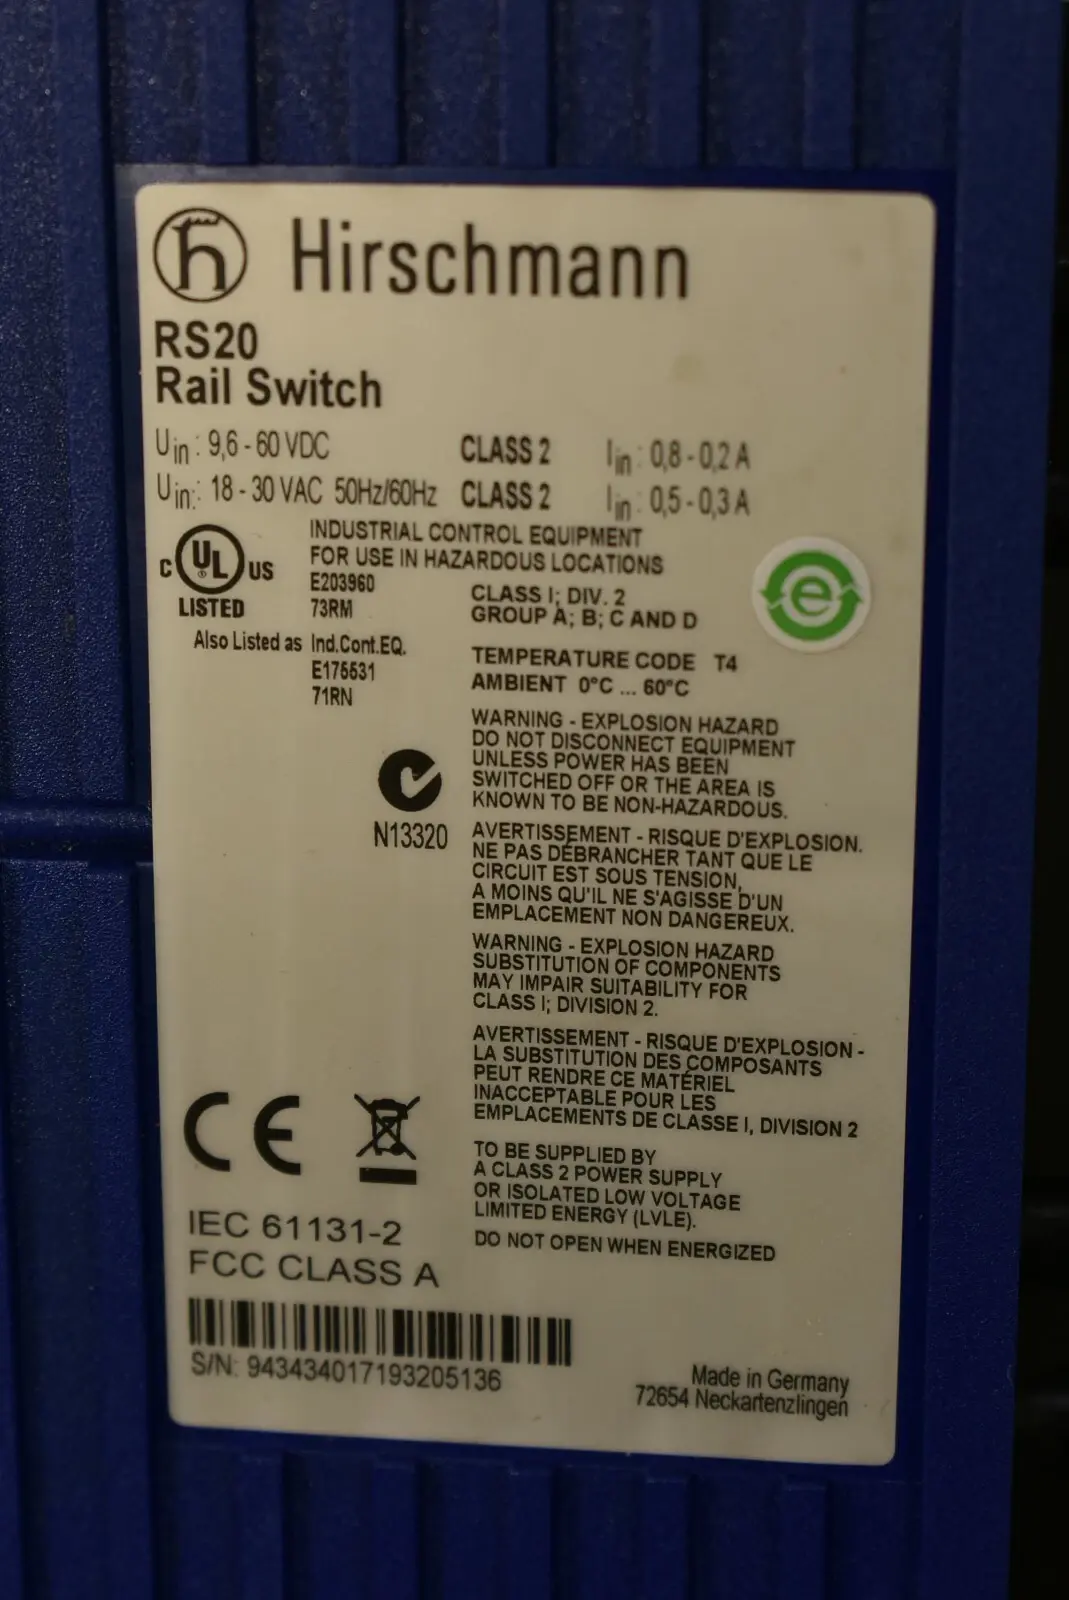 Hirschmann
RS20
Rail Switch
Uin: 9,6 - 60 VDC CLASS 2 Iin: 0,8 - 0,2 A
Uin: 18 - 30 VAC 50Hz/60Hz CLASS 2 Iin: 0,5 - 0,3 A
INDUSTRIAL CONTROL EQUIPMENT
FOR USE IN HAZARDOUS LOCATIONS
C UL US
LISTED
E203960
73RM
CLASS I; DIV. 2
GROUP A; B; C AND D
e
Also Listed as Ind.Cont.EQ.
E175531
71RN
TEMPERATURE CODE T4
AMBIENT 0°C ... 60°C
WARNING - EXPLOSION HAZARD
DO NOT DISCONNECT EQUIPMENT
UNLESS POWER HAS BEEN
SWITCHED OFF OR THE AREA IS
KNOWN TO BE NON-HAZARDOUS.
N13320
AVERTISSEMENT - RISQUE D'EXPLOSION.
NE PAS DÉBRANCHER TANT QUE LE
CIRCUIT EST SOUS TENSION,
A MOINS QU'IL NE S'AGISSE D'UN
EMPLACEMENT NON DANGEREUX.
WARNING - EXPLOSION HAZARD
SUBSTITUTION OF COMPONENTS
MAY IMPAIR SUITABILITY FOR
CLASS I; DIVISION 2.
AVERTISSEMENT - RISQUE D'EXPLOSION -
LA SUBSTITUTION DES COMPOSANTS
PEUT RENDRE CE MATÉRIEL
INACCEPTABLE POUR LES
EMPLACEMENTS DE CLASSE I, DIVISION 2
TO BE SUPPLIED BY
A CLASS 2 POWER SUPPLY
OR ISOLATED LOW VOLTAGE
LIMITED ENERGY (LVLE).
DO NOT OPEN WHEN ENERGIZED
CE
IEC 61131-2
FCC CLASS A
S/N: 943434017193205136
Made in Germany
72654 Neckartenzlingen